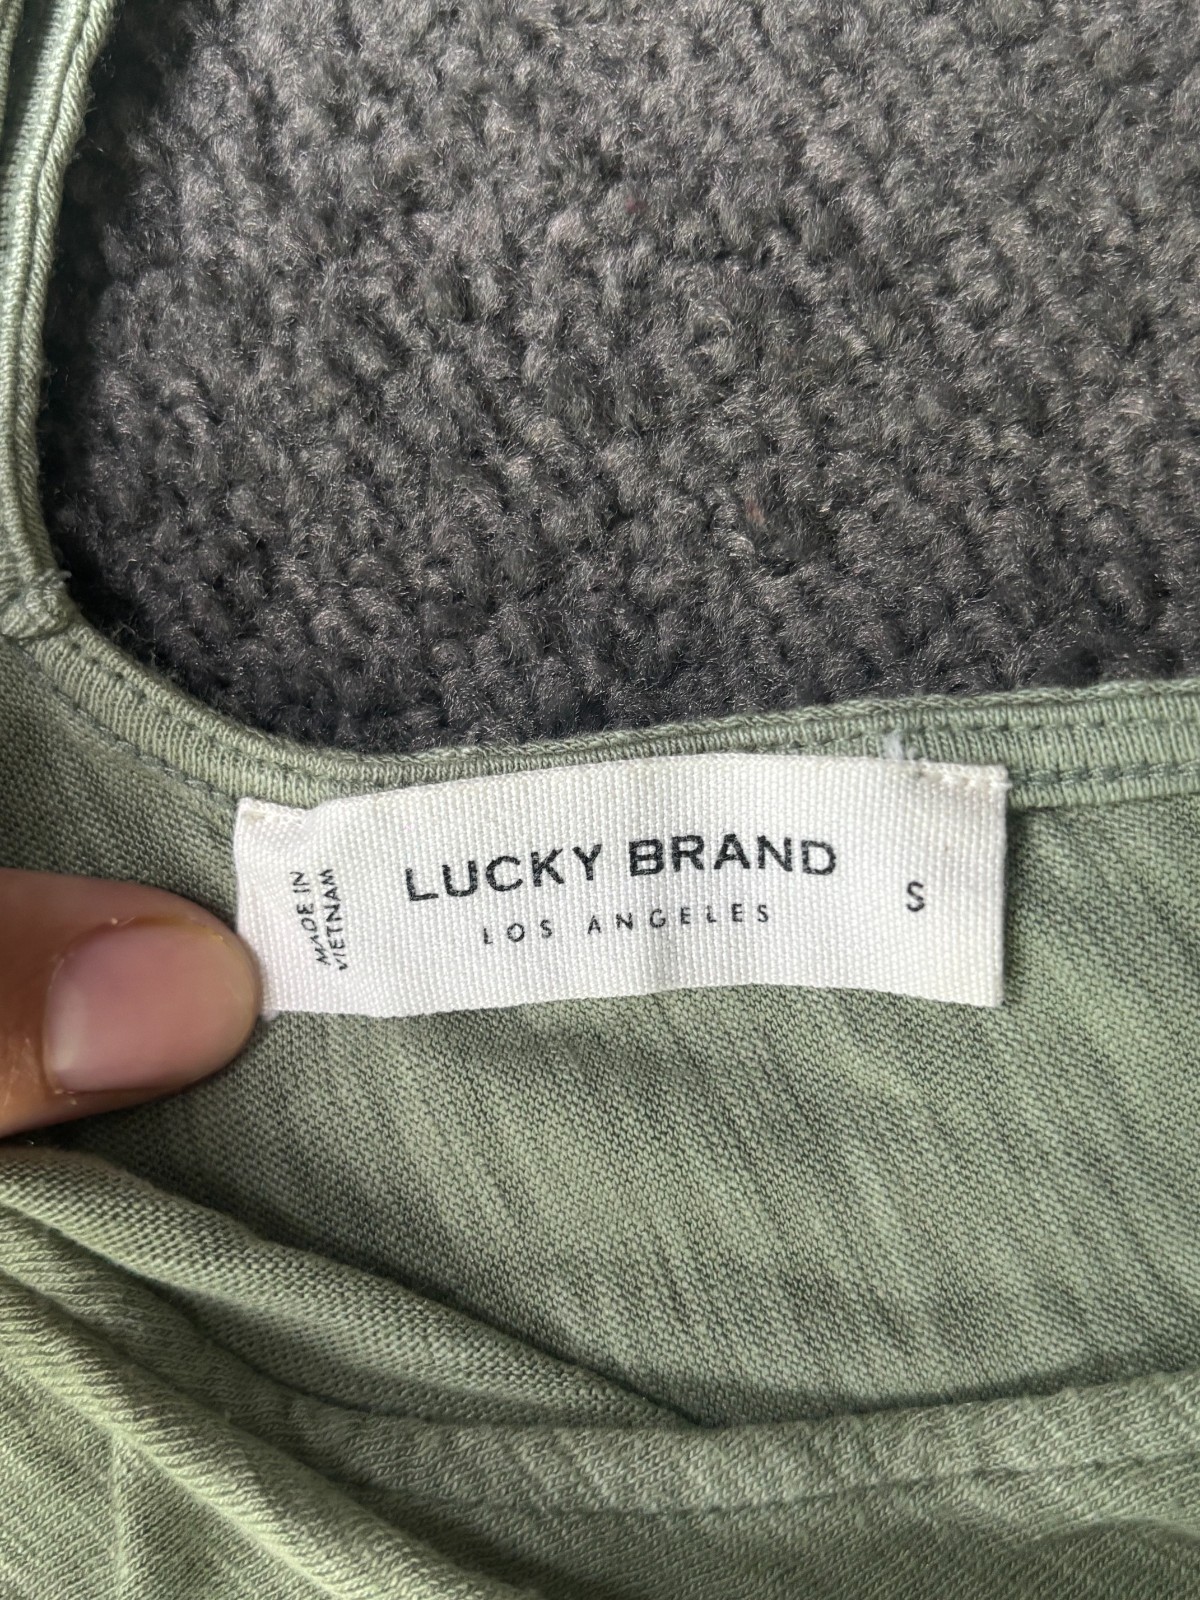 MADE IN
VIETNAM
LUCKY BRAND
LOS ANGELES
S